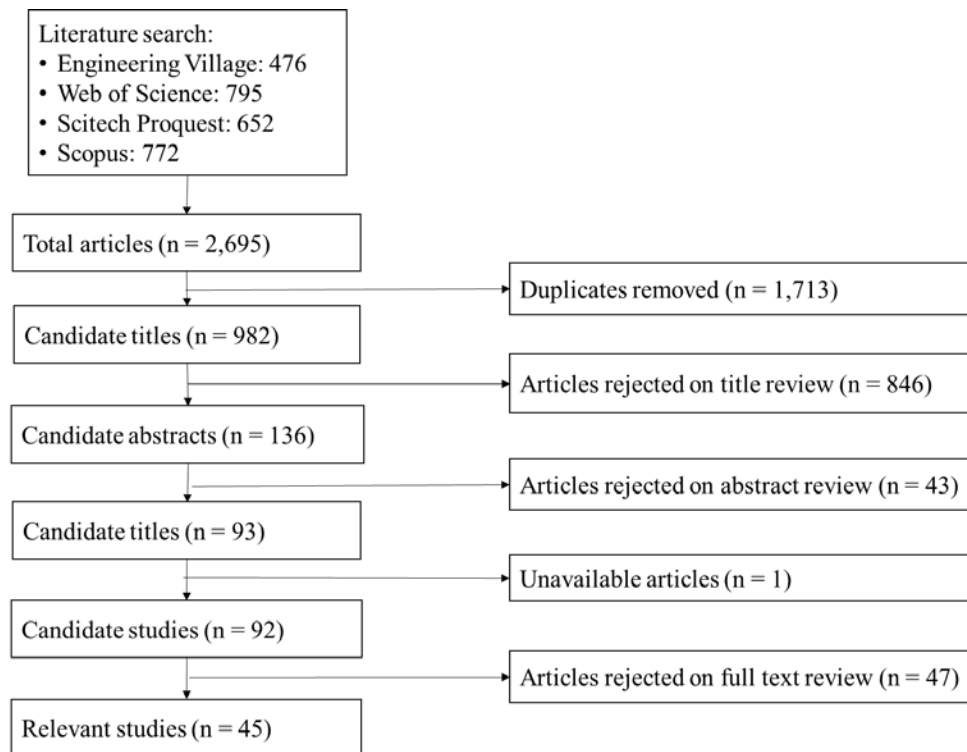 Literature search:
• Engineering Village: 476
• Web of Science: 795
• Scitech Proquest: 652
• Scopus: 772
Total articles (n = 2,695)
Duplicates removed (n = 1,713)
Candidate titles (n = 982)
Articles rejected on title review (n = 846)
Candidate abstracts (n = 136)
Articles rejected on abstract review (n = 43)
Candidate titles (n = 93)
Unavailable articles (n = 1)
Candidate studies (n = 92)
Articles rejected on full text review (n = 47)
Relevant studies (n = 45)